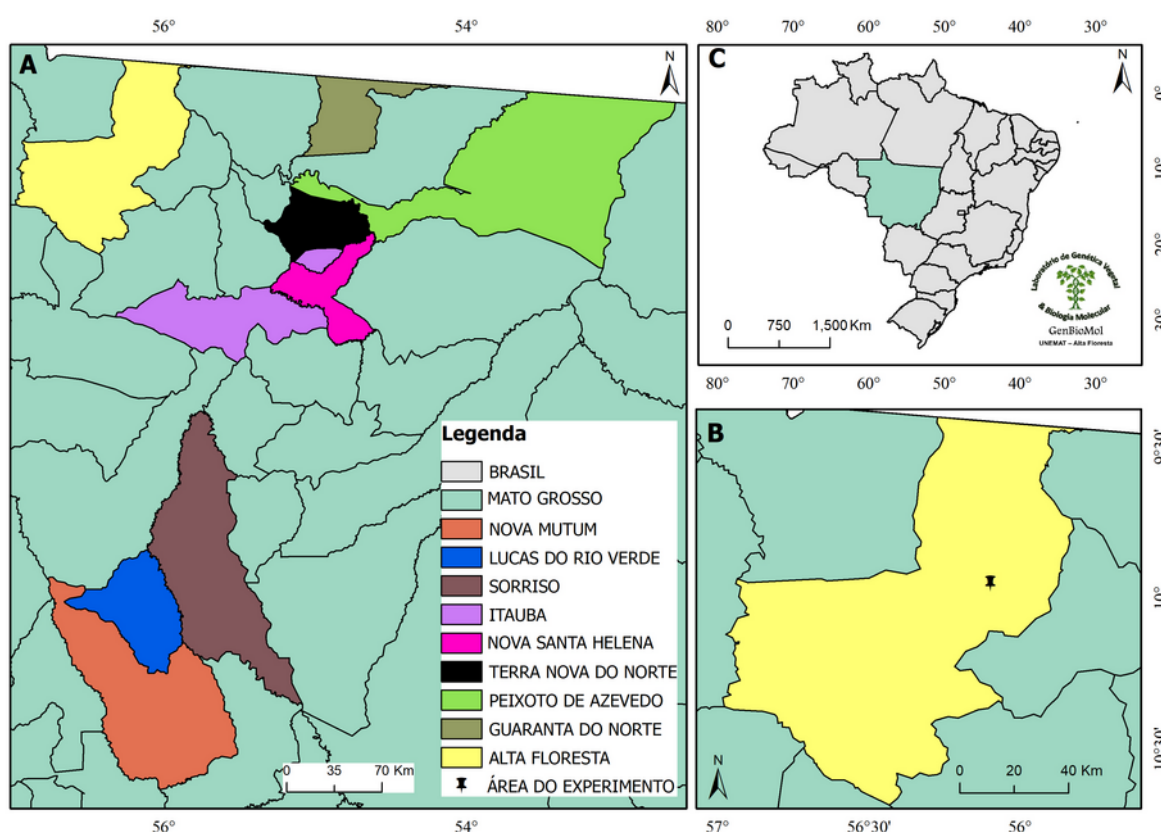 56°
54°
A
N
Legenda
BRASIL
MATO GROSSO
NOVA MUTUM
LUCAS DO RIO VERDE
SORRISO
ITAUBA
NOVA SANTA HELENA
TERRA NOVA DO NORTE
PEIXOTO DE AZEVEDO
GUARANTA DO NORTE
ALTA FLORESTA
ÁREA DO EXPERIMENTO
0 35 70 Km
56°
54°
80° 70° 60° 50° 40° 30°
C
N
0°
10°
20°
30°
0 750 1,500 Km
Laboratório de Genética Vegetal
& Biologia Molecular
GenBioMol
UNEMAT – Alta Floresta
80° 70° 60° 50° 40° 30°
B
9°30'
10°
10°30'
N
0 20 40 Km
57° 56°30' 56°